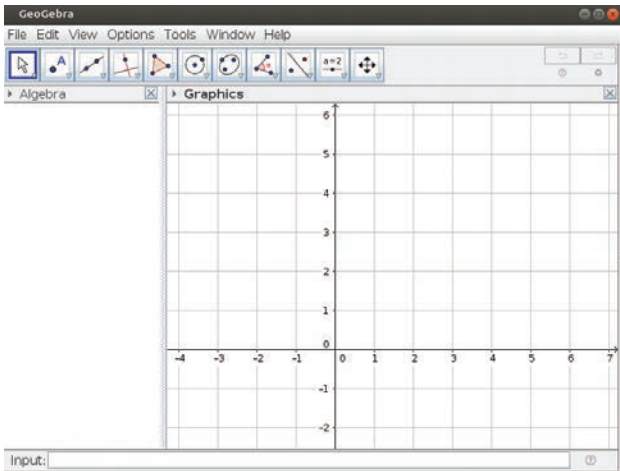 GeoGebra
File Edit View Options Tools Window Help
A a=2
Algebra Graphics
6
5
4
3
2
1
0
-4 -3 -2 -1 0 1 2 3 4 5 6 7
-1
-2
Input: